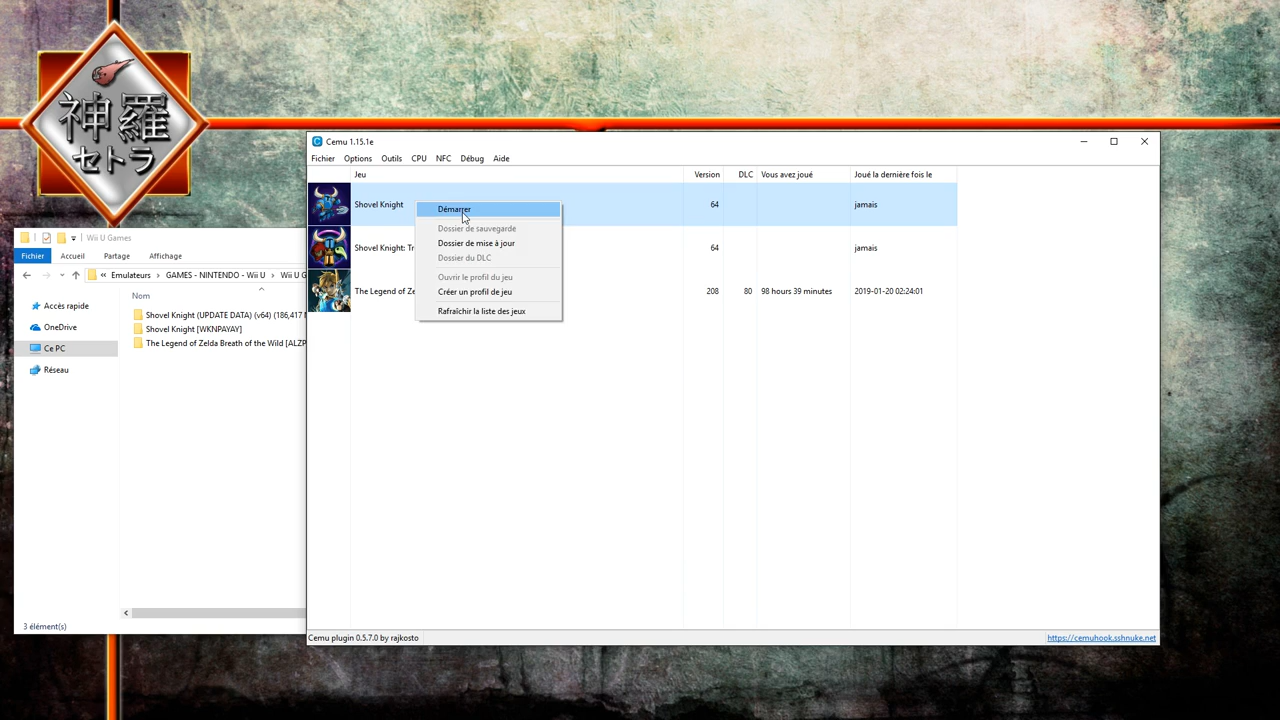 神羅
セトラ
Cemu 1.15.1e
Fichier Options Outils CPU NFC Débug Aide
Jeu Version DLC Vous avez joué Joué la dernière fois le
Shovel Knight 64 jamais
Shovel Knight: Tr 64 jamais
The Legend of Ze 208 80 98 hours 39 minutes 2019-01-20 02:24:01
Démarrer
Dossier de sauvegarde
Dossier de mise à jour
Dossier du DLC
Ouvrir le profil du jeu
Créer un profil de jeu
Rafraîchir la liste des jeux
Cemu plugin 0.5.7.0 by rajkosto
https://cemuhook.sshnuke.net
Wii U Games
Fichier Accueil Partage Affichage
« Emulateurs > GAMES - NINTENDO - Wii U > Wii U G
Nom
Accès rapide
OneDrive
Ce PC
Réseau
Shovel Knight (UPDATE DATA) (v64) (186,417 
Shovel Knight [WKNPAYAY]
The Legend of Zelda Breath of the Wild [ALZP
3 élément(s)